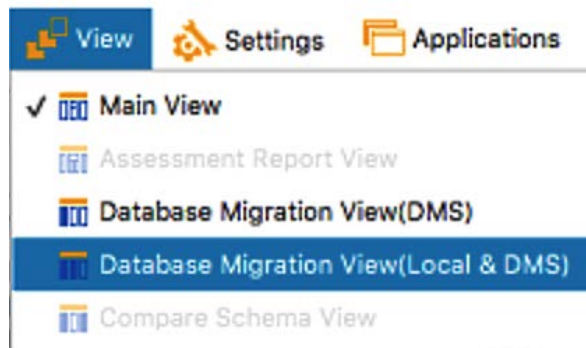 View Settings Applications
✓ Main View
Assessment Report View
Database Migration View(DMS)
Database Migration View(Local & DMS)
Compare Schema View